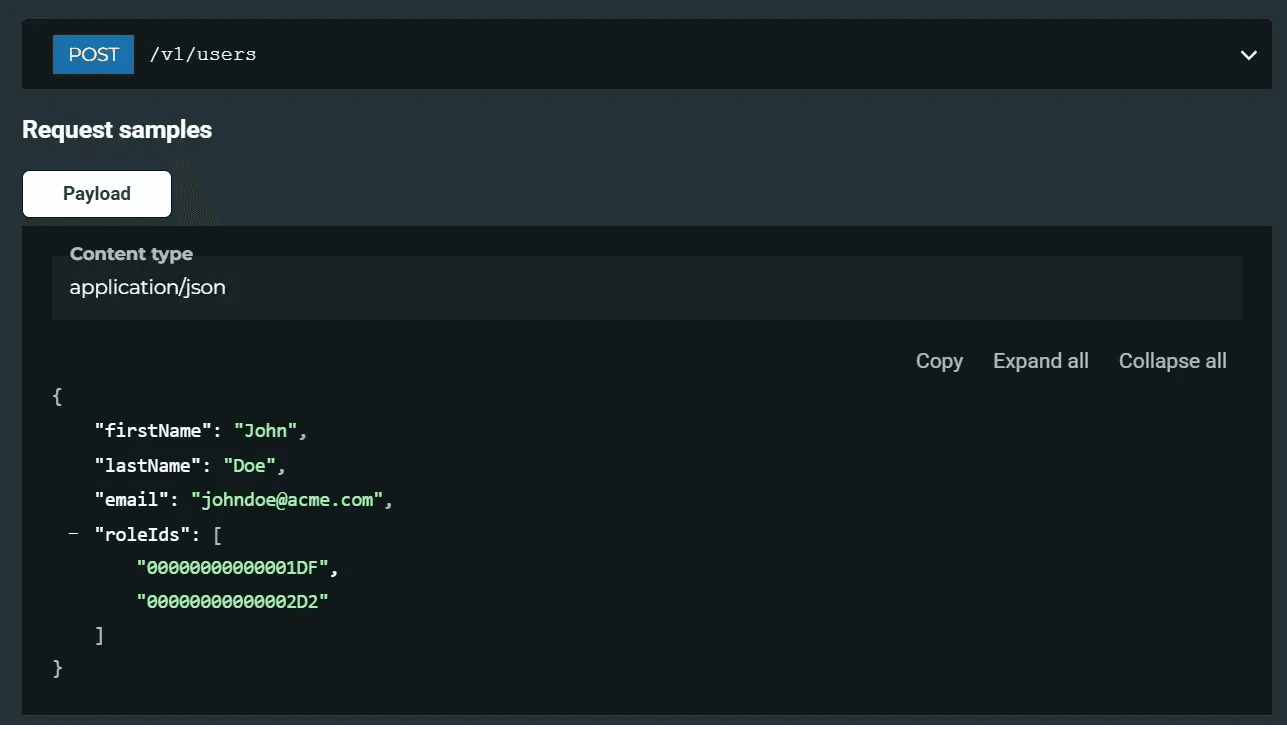 POST /v1/users
Request samples
Payload
Content type
application/json
Copy Expand all Collapse all
{
"firstName": "John",
"lastName": "Doe",
"email": "johndoe@acme.com",
− "roleIds": [
"00000000000001DF",
"00000000000002D2"
]
}